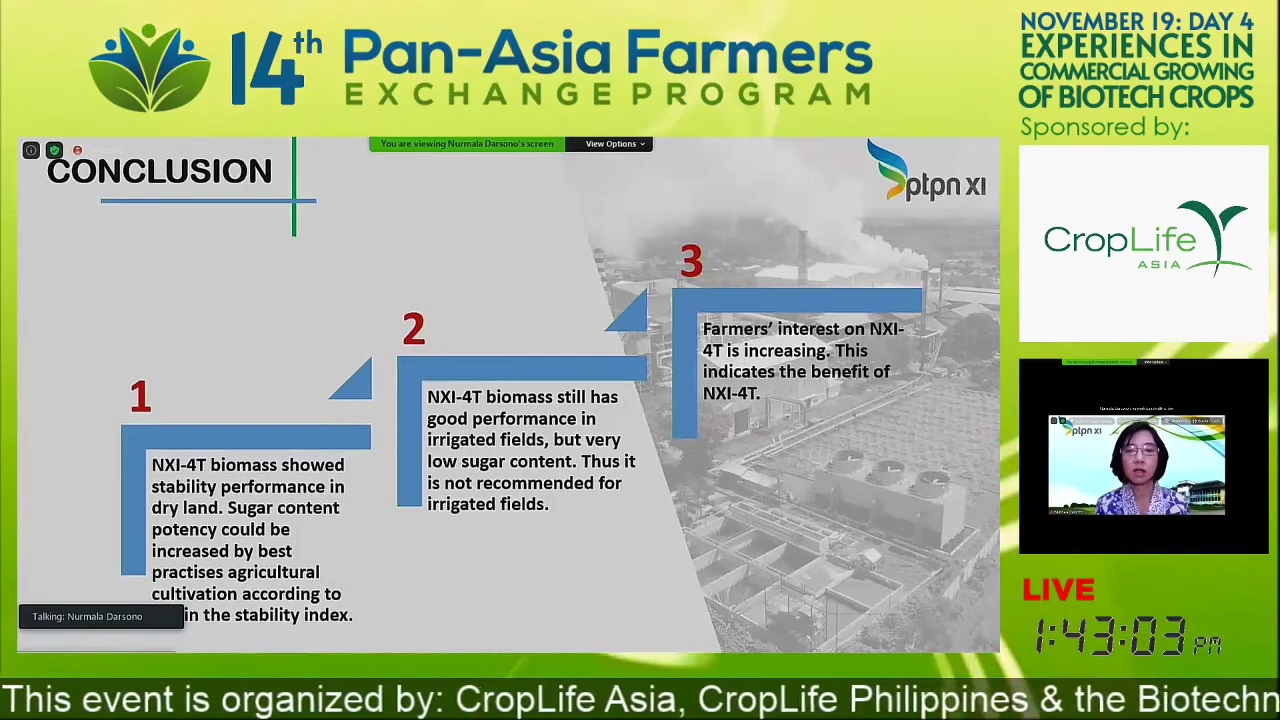 14th Pan-Asia Farmers
EXCHANGE PROGRAM
NOVEMBER 19: DAY 4
EXPERIENCES IN
COMMERCIAL GROWING
OF BIOTECH CROPS
Sponsored by:
CropLife
ASIA
You are viewing Nurmala Darsono's screen
View Options
CONCLUSION
ptpn xi
1
NXI-4T biomass showed
stability performance in
dry land. Sugar content
potency could be
increased by best
practises agricultural
cultivation according to
in the stability index.
2
NXI-4T biomass still has
good performance in
irrigated fields, but very
low sugar content. Thus it
is not recommended for
irrigated fields.
3
Farmers' interest on NXI-
4T is increasing. This
indicates the benefit of
NXI-4T.
Talking: Nurmala Darsono
ptpn xi
LIVE
1:43:03 PM
This event is organized by: CropLife Asia, CropLife Philippines & the Biotechn